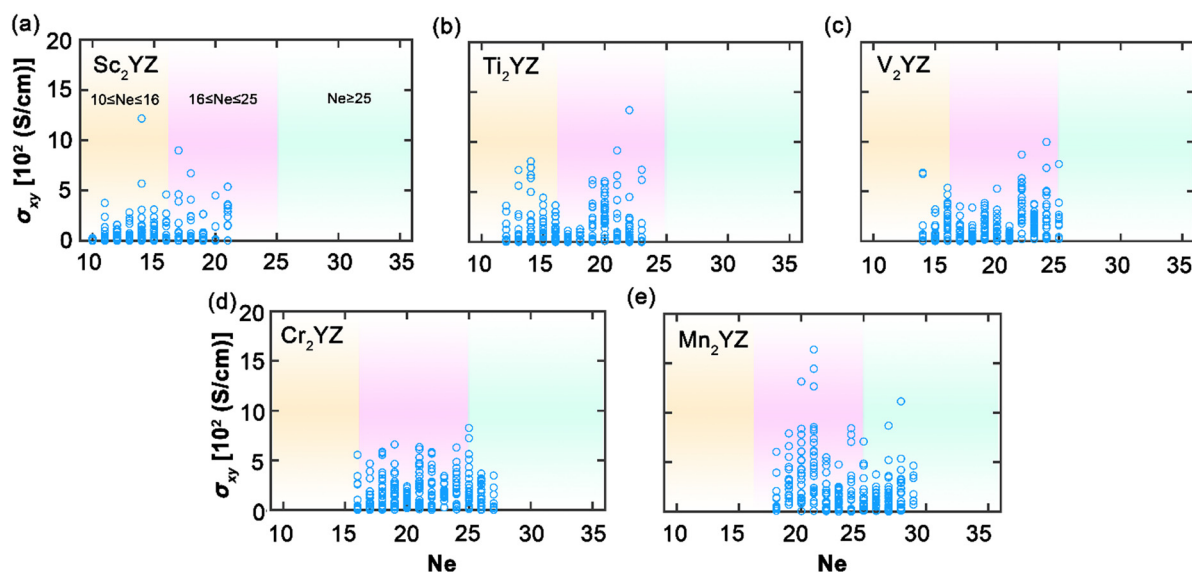 (a)
(b)
(c)
Sc₂YZ
Ti₂YZ
V₂YZ
10≤Ne≤16
16≤Ne≤25
Ne≥25
σxy [10² (S/cm)]
20
15
10
5
0
10 15 20 25 30 35
10 15 20 25 30 35
10 15 20 25 30 35
(d)
(e)
Cr₂YZ
Mn₂YZ
σxy [10² (S/cm)]
20
15
10
5
0
10 15 20 25 30 35
10 15 20 25 30 35
Ne
Ne